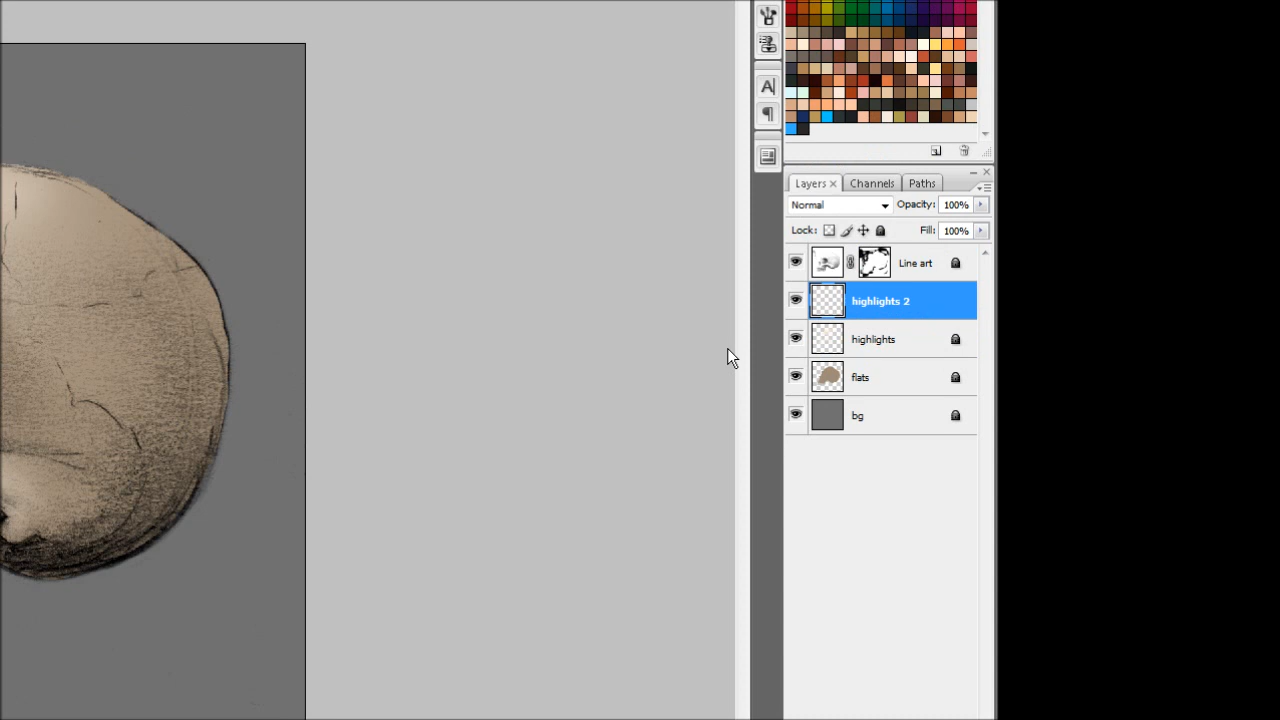 A|
¶
Layers × Channels Paths
Normal Opacity: 100%
Lock: Fill: 100%
Line art
highlights 2
highlights
flats
bg